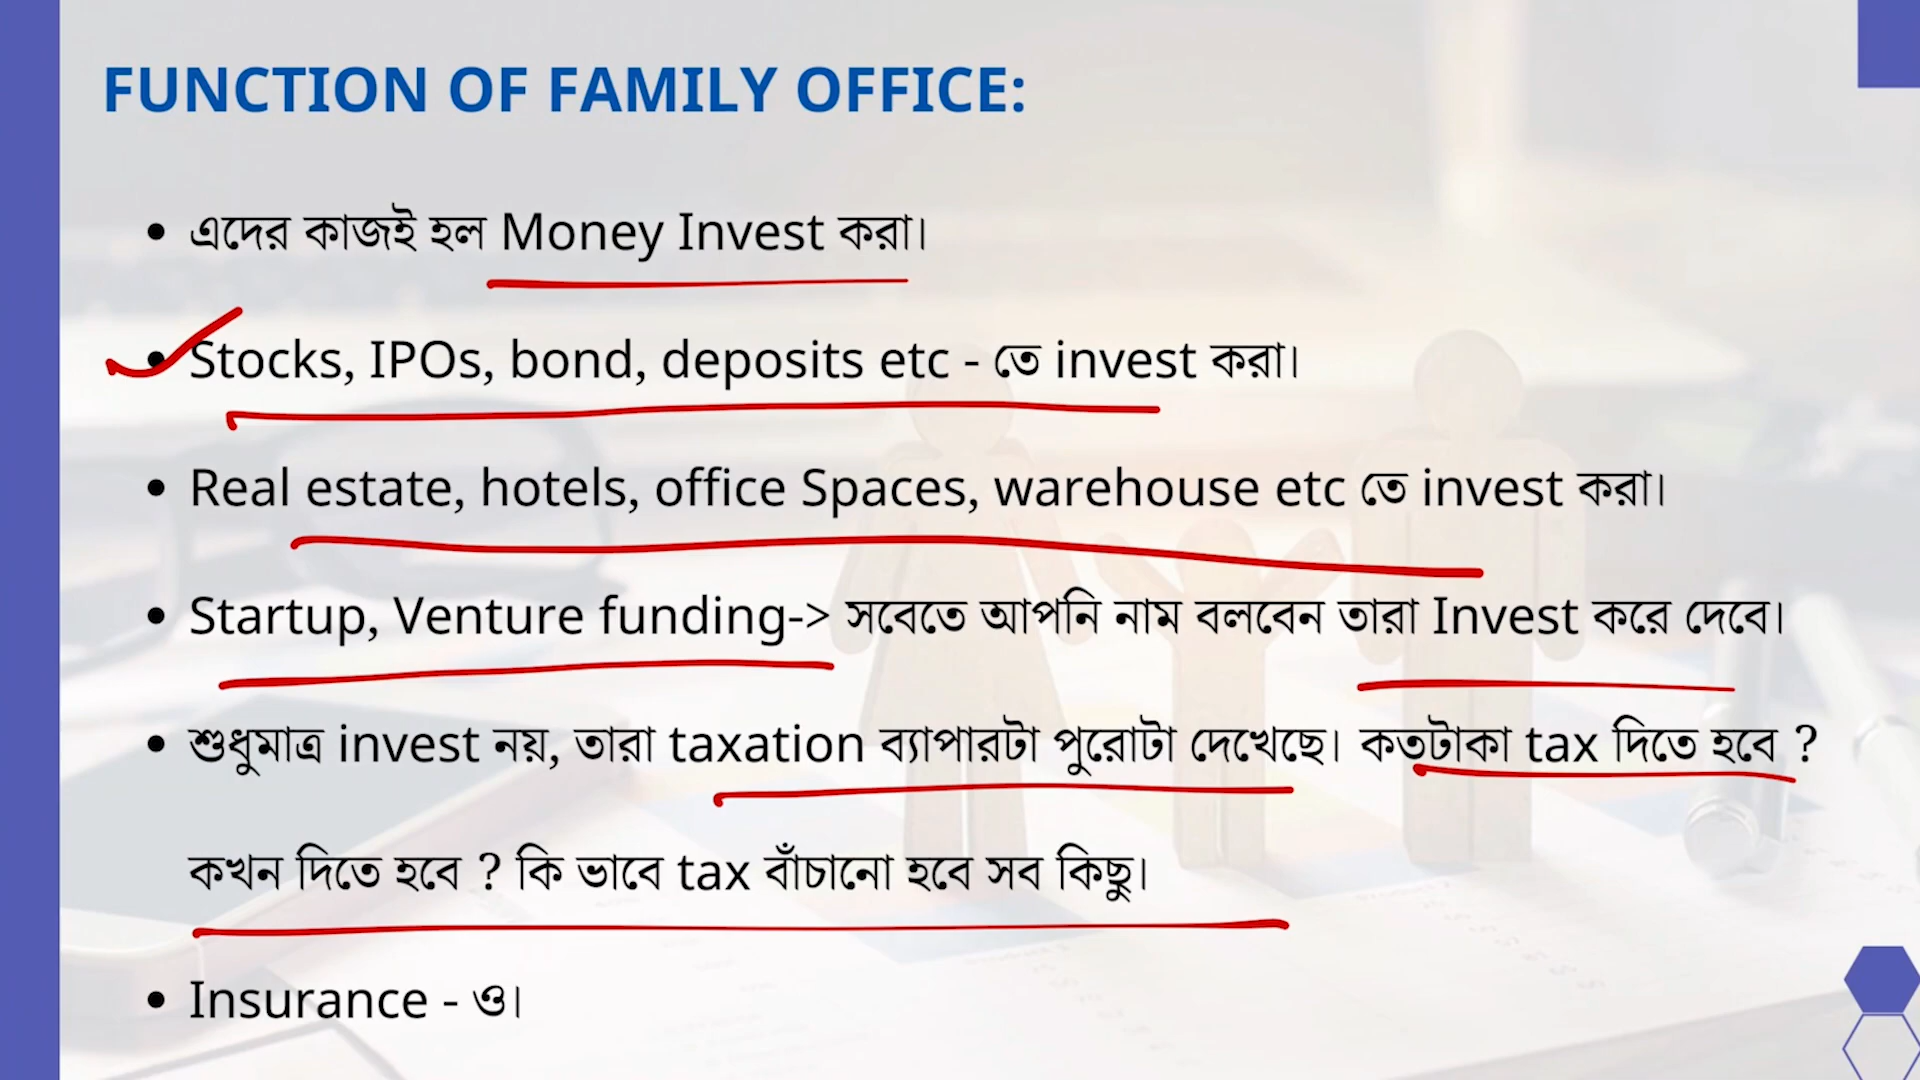 FUNCTION OF FAMILY OFFICE:
• এদের কাজই হল Money Invest করা।
• Stocks, IPOs, bond, deposits etc - তে invest করা।
• Real estate, hotels, office Spaces, warehouse etc তে invest করা।
• Startup, Venture funding-> সবেতে আপনি নাম বলবেন তারা Invest করে দেবে।
• শুধুমাত্র invest নয়, তারা taxation ব্যাপারটা পুরোটা দেখেছে। কতটাকা tax দিতে হবে ?
কখন দিতে হবে ? কি ভাবে tax বাঁচানো হবে সব কিছু।
• Insurance - ও।